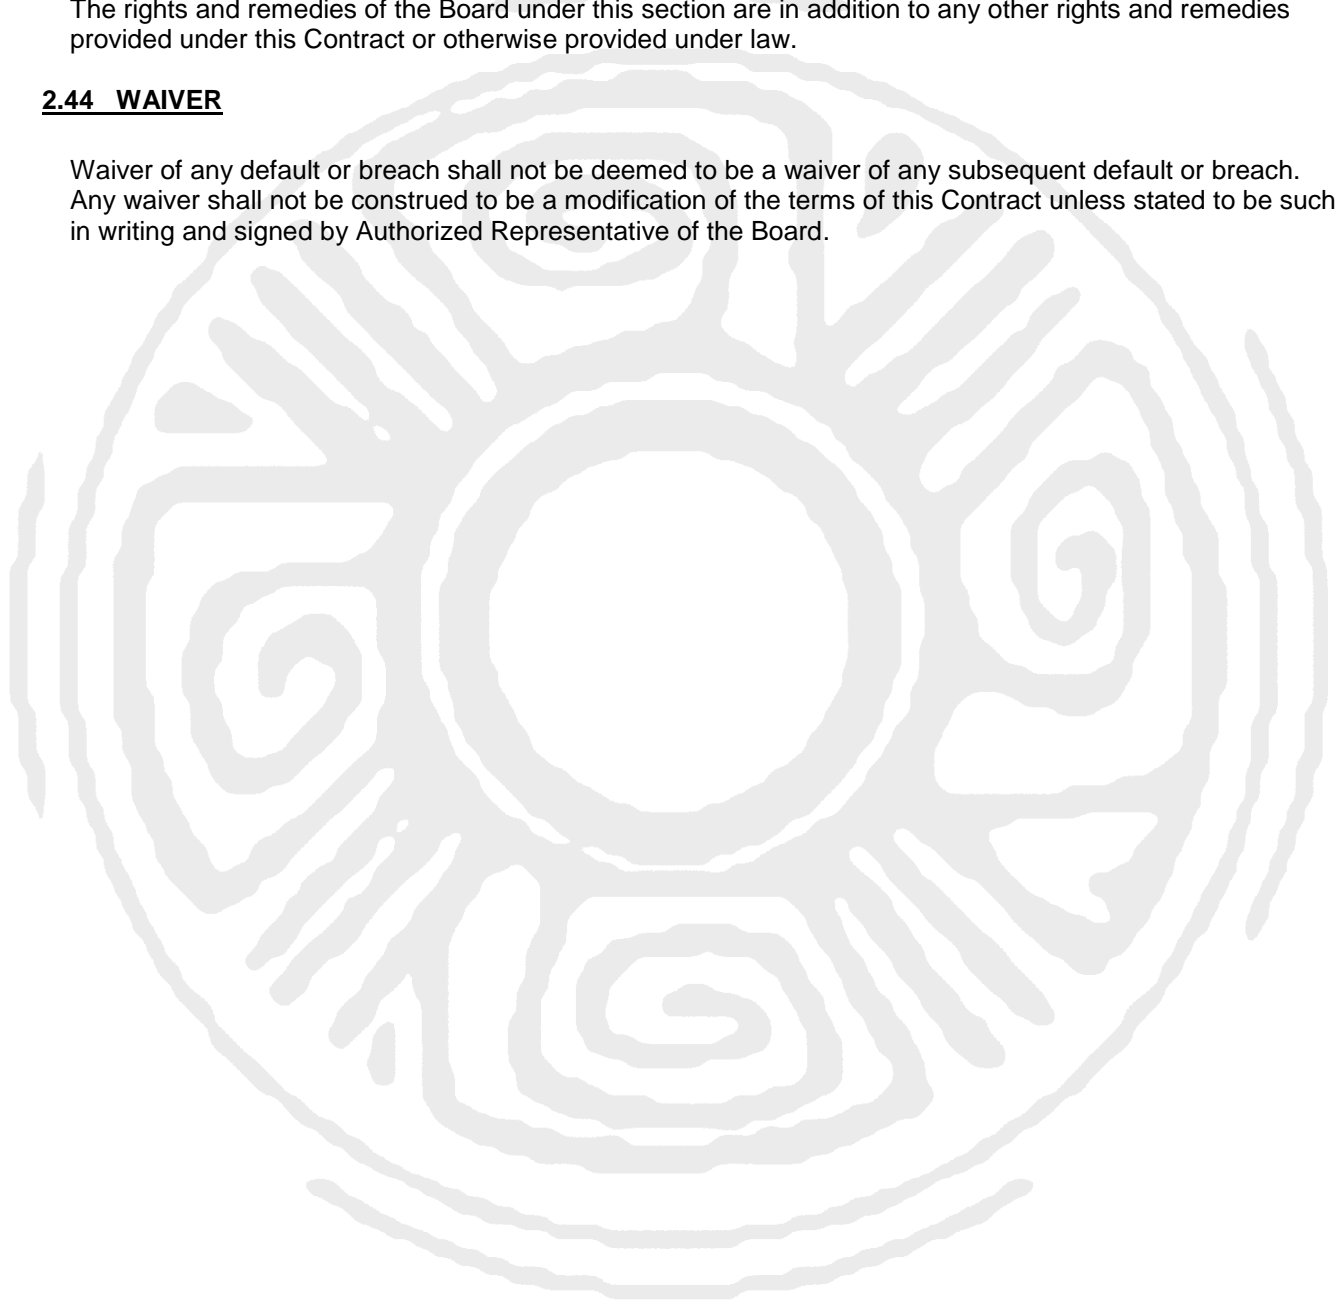 The rights and remedies of the Board under this section are in addition to any other rights and remedies
provided under this Contract or otherwise provided under law.
2.44 WAIVER
Waiver of any default or breach shall not be deemed to be a waiver of any subsequent default or breach.
Any waiver shall not be construed to be a modification of the terms of this Contract unless stated to be such
in writing and signed by Authorized Representative of the Board.